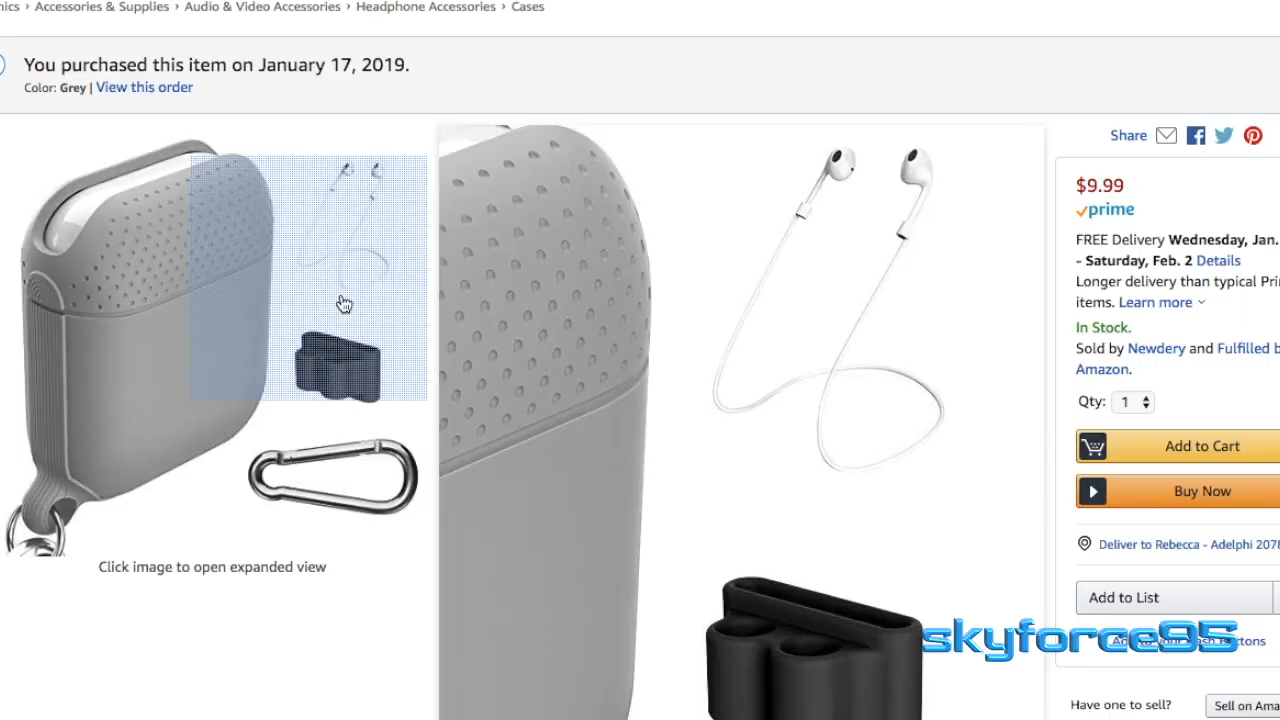 › Accessories & Supplies › Audio & Video Accessories › Headphone Accessories › Cases
You purchased this item on January 17, 2019.
Color: Grey | View this order
Share
$9.99
prime
FREE Delivery Wednesday, Jan.
- Saturday, Feb. 2 Details
Longer delivery than typical
items. Learn more
In Stock.
Sold by Newdery and Fulfilled
Amazon.
Qty: 1
Add to Cart
Buy Now
Click image to open expanded view
Deliver to Rebecca - Adelphi 2078
Add to List
skyforce95
Have one to sell?
Sell on